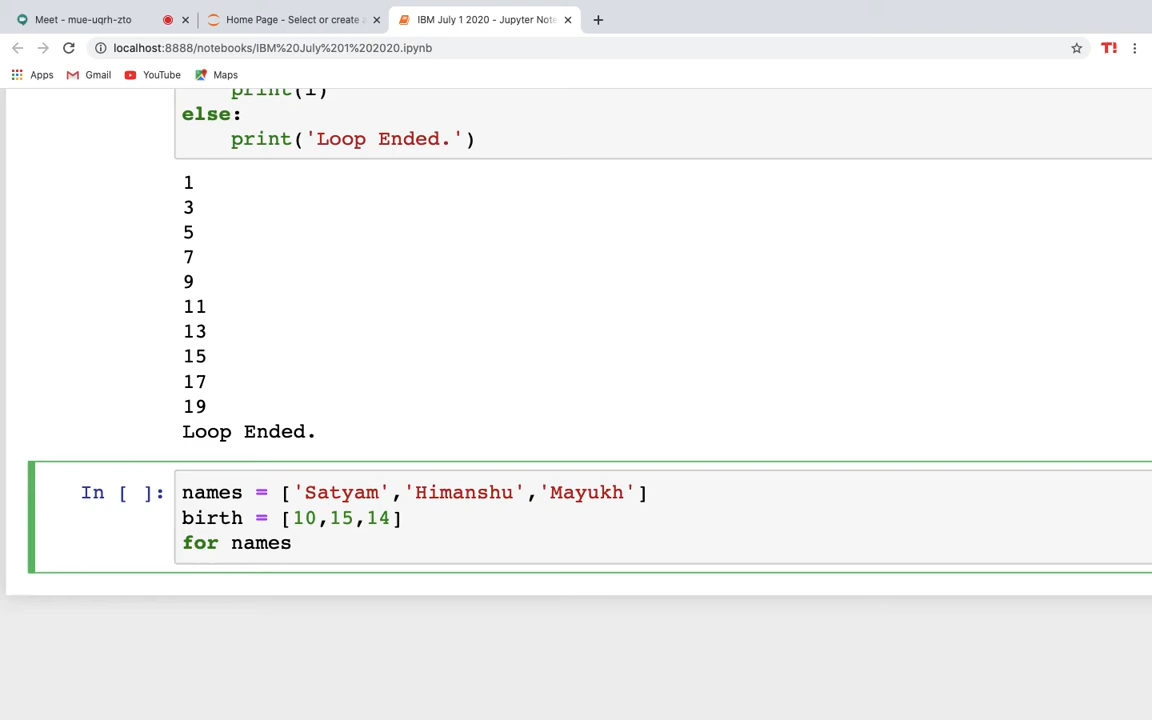 Meet - mue-uqrh-zto
Home Page - Select or create a
IBM July 1 2020 - Jupyter Note
localhost:8888/notebooks/IBM%20July%201%202020.ipynb
Apps
Gmail
YouTube
Maps
print(i)
else:
print('Loop Ended.')
1
3
5
7
9
11
13
15
17
19
Loop Ended.
In [ ]:
names = ['Satyam','Himanshu','Mayukh']
birth = [10,15,14]
for names